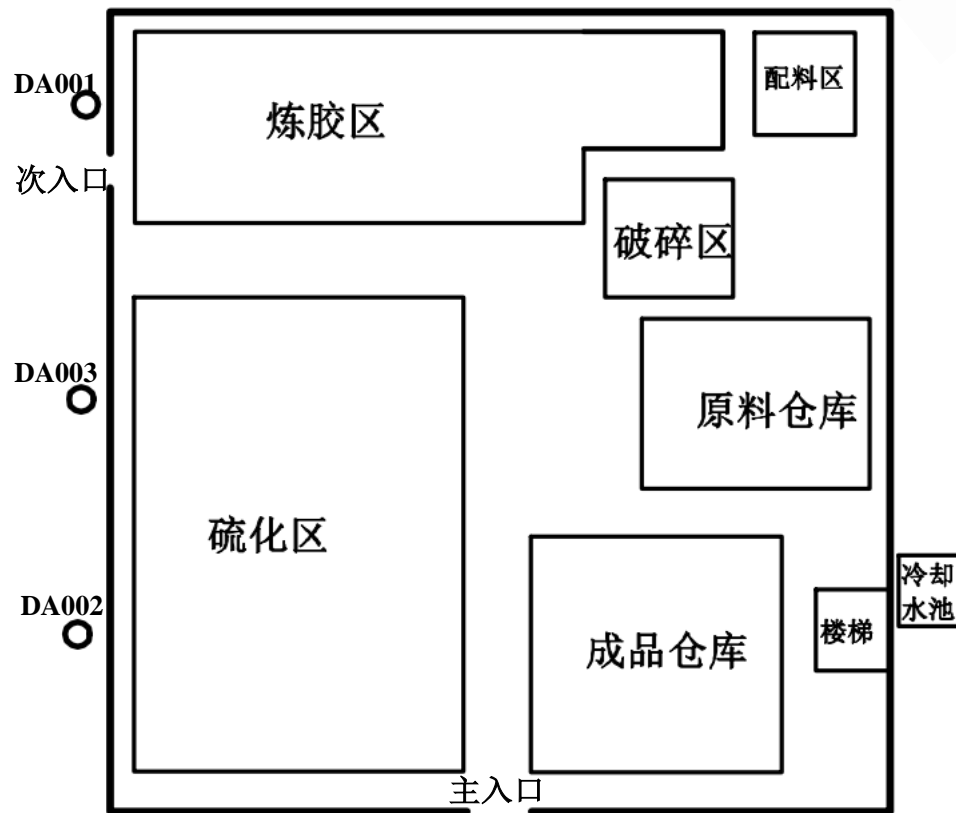 DA001
炼胶区
配料区
次入口
破碎区
DA003
原料仓库
硫化区
冷却
水池
DA002
楼梯
成品仓库
主入口